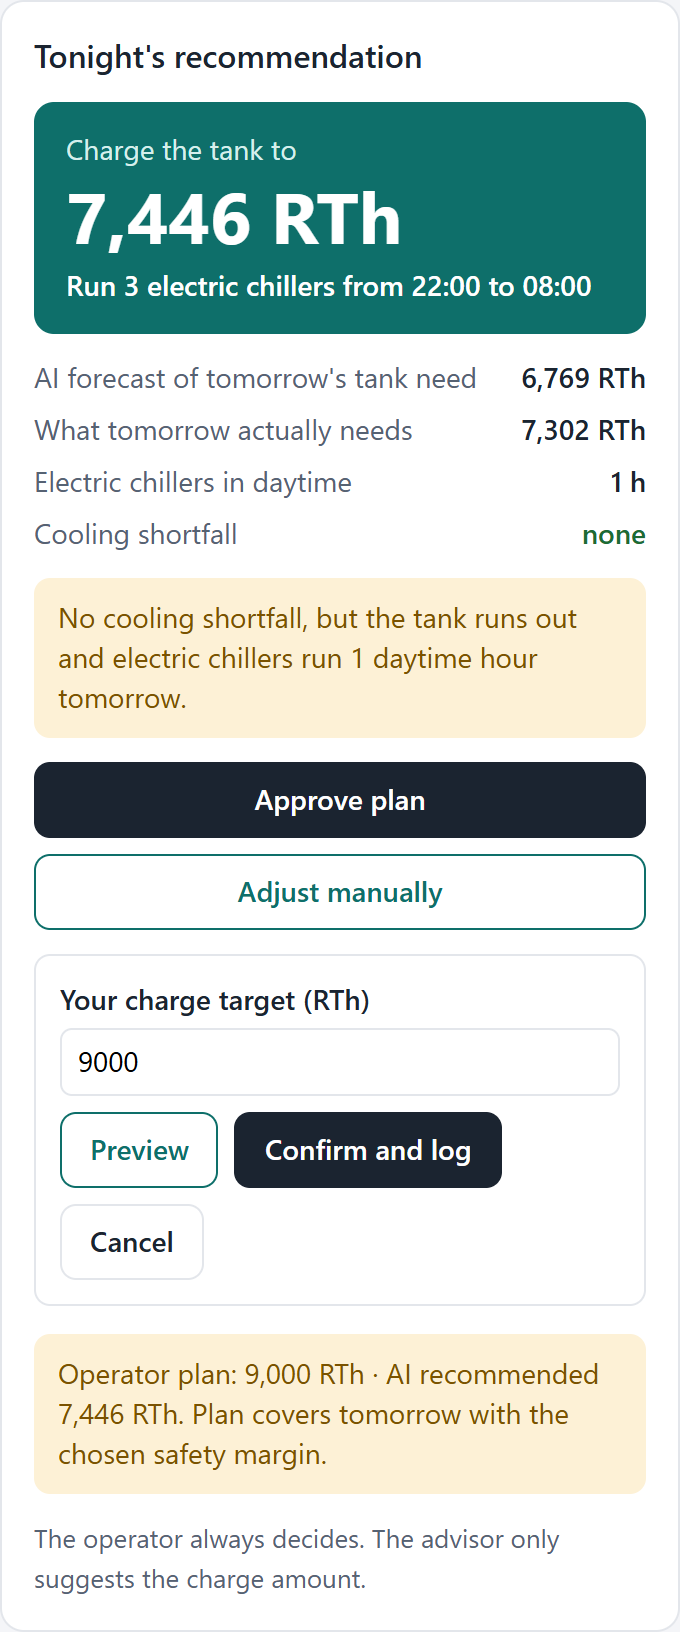 Tonight's recommendation
Charge the tank to
7,446 RTh
Run 3 electric chillers from 22:00 to 08:00
AI forecast of tomorrow's tank need 6,769 RTh
What tomorrow actually needs 7,302 RTh
Electric chillers in daytime 1 h
Cooling shortfall none
No cooling shortfall, but the tank runs out
and electric chillers run 1 daytime hour
tomorrow.
Approve plan
Adjust manually
Your charge target (RTh)
9000
Preview Confirm and log
Cancel
Operator plan: 9,000 RTh · AI recommended
7,446 RTh. Plan covers tomorrow with the
chosen safety margin.
The operator always decides. The advisor only
suggests the charge amount.